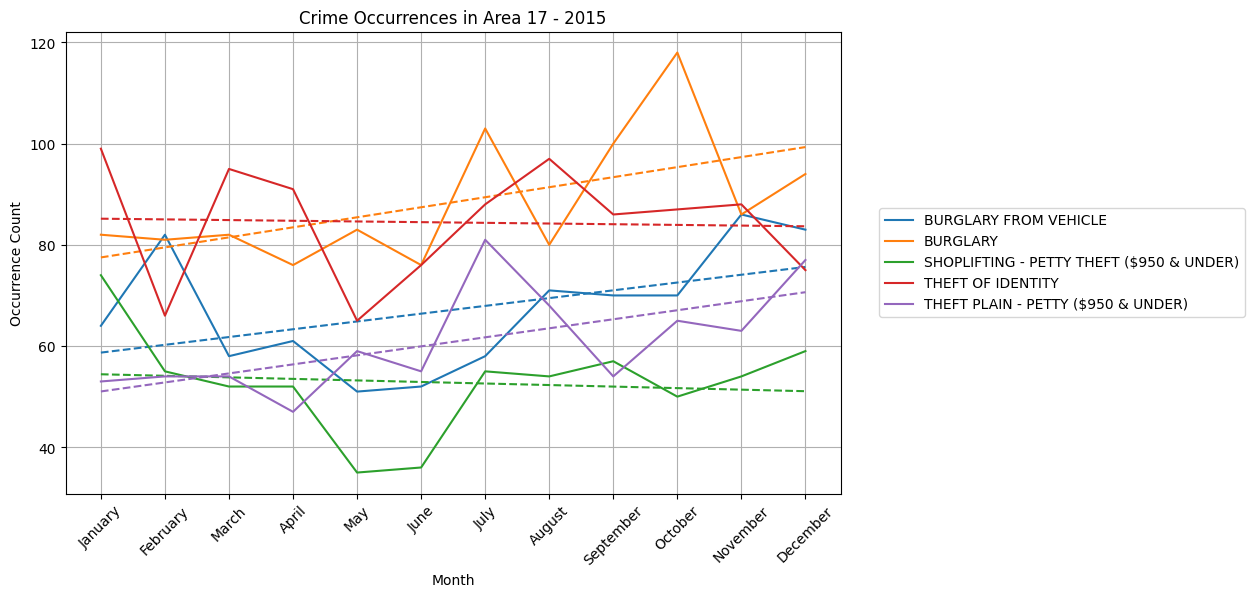 Crime Occurrences in Area 17 - 2015
Occurrence Count
120
100
80
60
40
January
February
March
April
May
June
July
August
September
October
November
December
Month
BURGLARY FROM VEHICLE
BURGLARY
SHOPLIFTING - PETTY THEFT ($950 & UNDER)
THEFT OF IDENTITY
THEFT PLAIN - PETTY ($950 & UNDER)